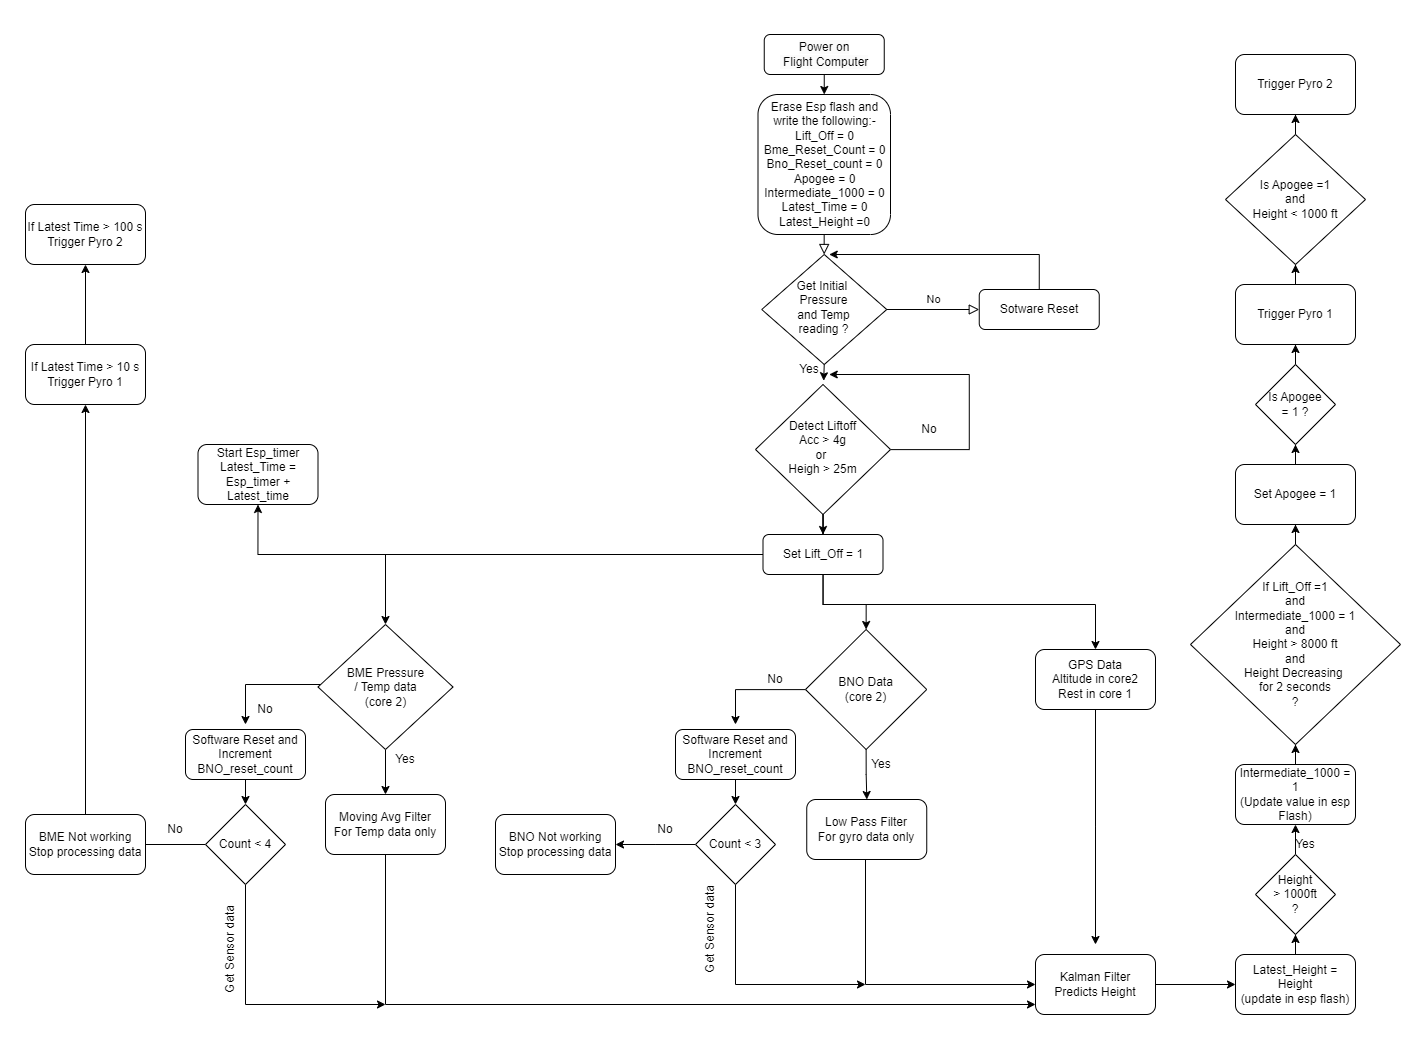 Power on
Flight Computer
Erase Esp flash and
write the following:-
Lift_Off = 0
Bme_Reset_Count = 0
Bno_Reset_count = 0
Apogee = 0
Intermediate_1000 = 0
Latest_Time = 0
Latest_Height =0
Get Initial
Pressure
and Temp
reading ?
No
Sotware Reset
Yes
Detect Liftoff
Acc > 4g
or
Heigh > 25m
No
Set Lift_Off = 1
Start Esp_timer
Latest_Time =
Esp_timer +
Latest_time
If Latest Time > 100 s
Trigger Pyro 2
If Latest Time > 10 s
Trigger Pyro 1
BME Pressure
/ Temp data
(core 2)
No
Yes
Software Reset and
Increment
BNO_reset_count
Count < 4
No
BME Not working
Stop processing data
Get Sensor data
Moving Avg Filter
For Temp data only
BNO Data
(core 2)
No
Yes
Software Reset and
Increment
BNO_reset_count
Count < 3
No
BNO Not working
Stop processing data
Get Sensor data
Low Pass Filter
For gyro data only
GPS Data
Altitude in core2
Rest in core 1
Kalman Filter
Predicts Height
Latest_Height =
Height
(update in esp flash)
Height
> 1000ft
?
Yes
Intermediate_1000 =
1
(Update value in esp
Flash)
If Lift_Off =1
and
Intermediate_1000 = 1
and
Height > 8000 ft
and
Height Decreasing
for 2 seconds
?
Set Apogee = 1
Is Apogee
= 1 ?
Trigger Pyro 1
Is Apogee =1
and
Height < 1000 ft
Trigger Pyro 2